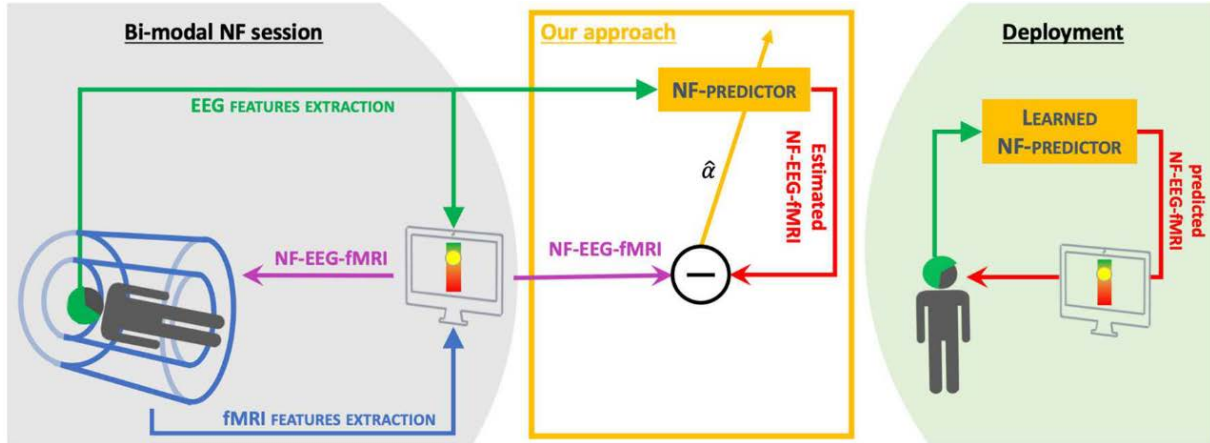 Bi-modal NF session
EEG FEATURES EXTRACTION
NF-EEG-fMRI
fMRI FEATURES EXTRACTION
Our approach
NF-PREDICTOR
Estimated
NF-EEG-fMRI
α̂
NF-EEG-fMRI
−
Deployment
LEARNED
NF-PREDICTOR
predicted
NF-EEG-fMRI